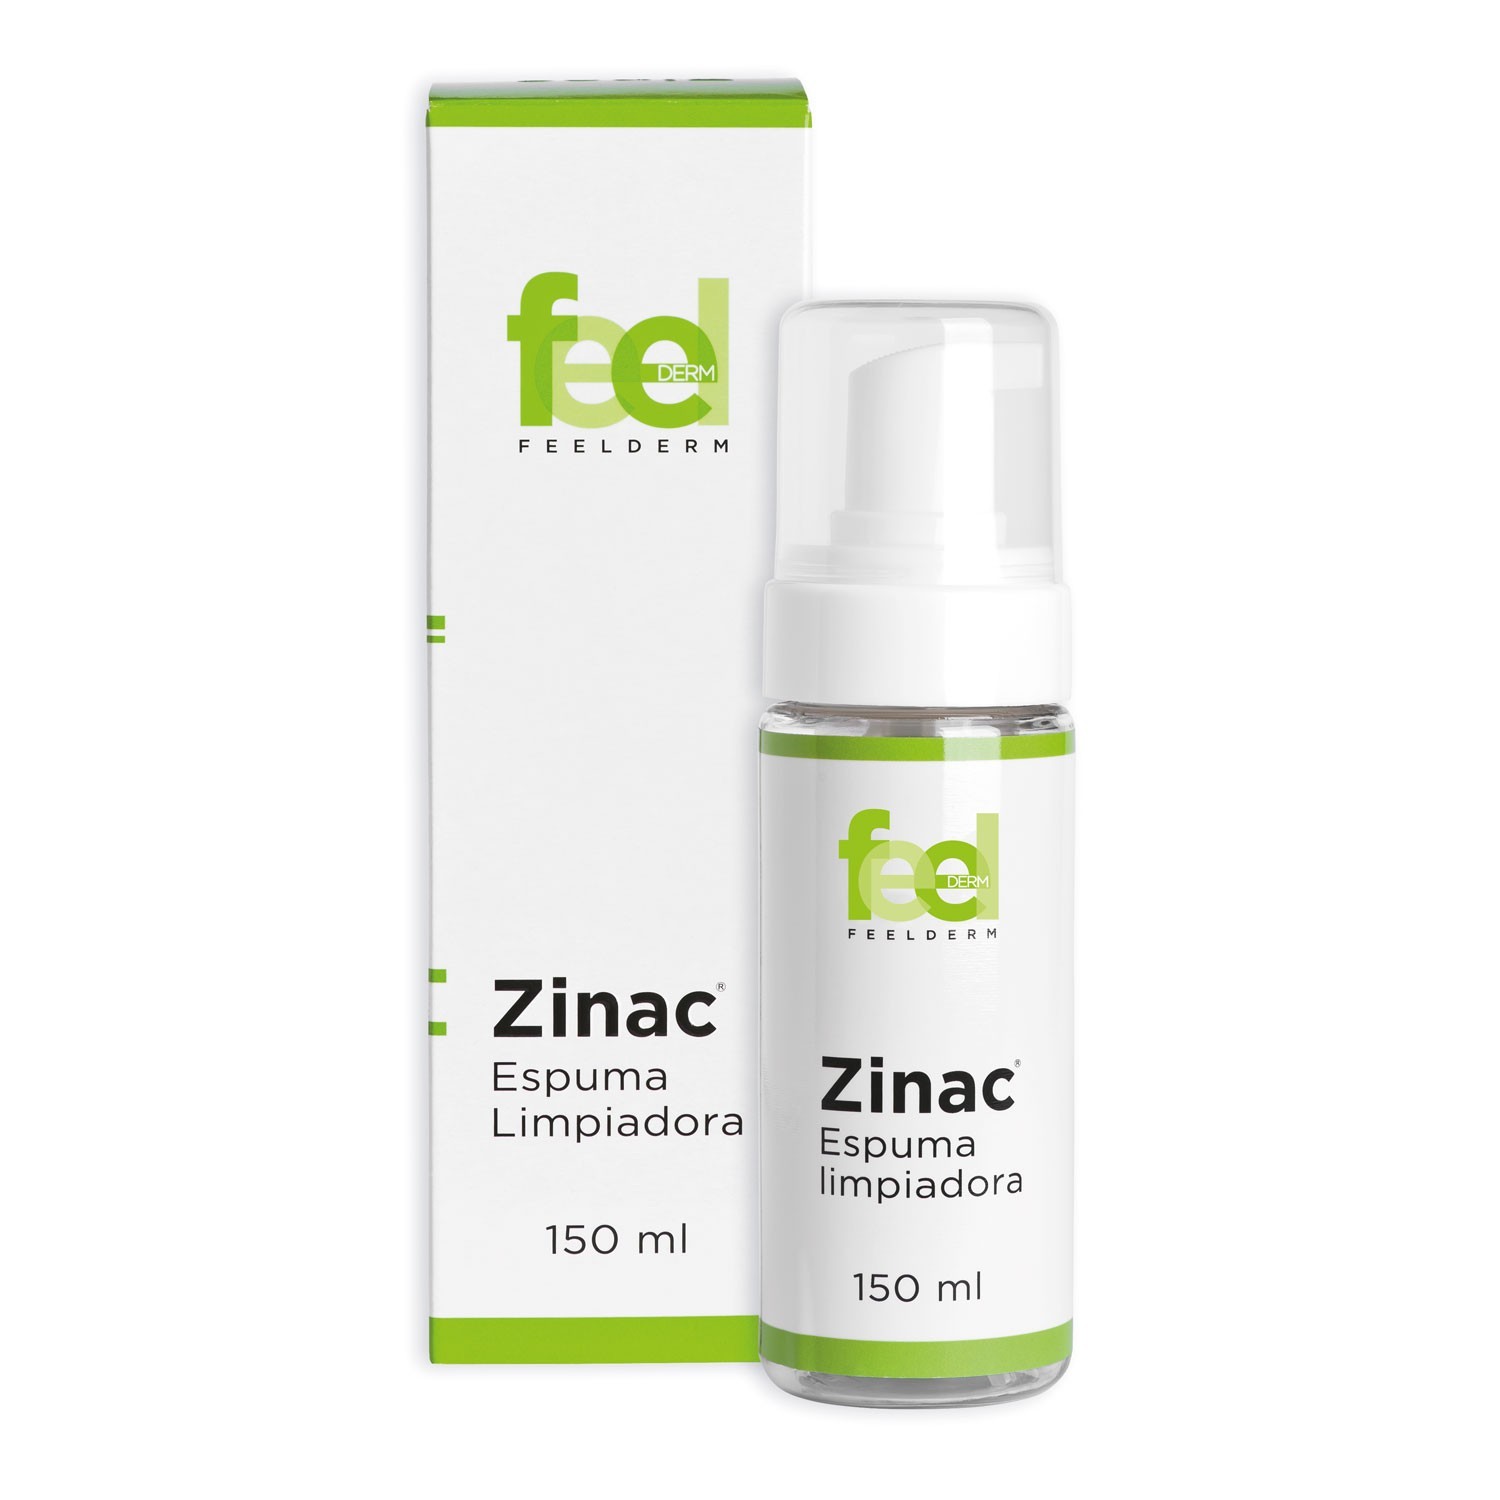 feel
DERM
FEELDERM
Zinac®
Espuma
Limpiadora
150 ml
feel
DERM
FEELDERM
Zinac®
Espuma
limpiadora
150 ml